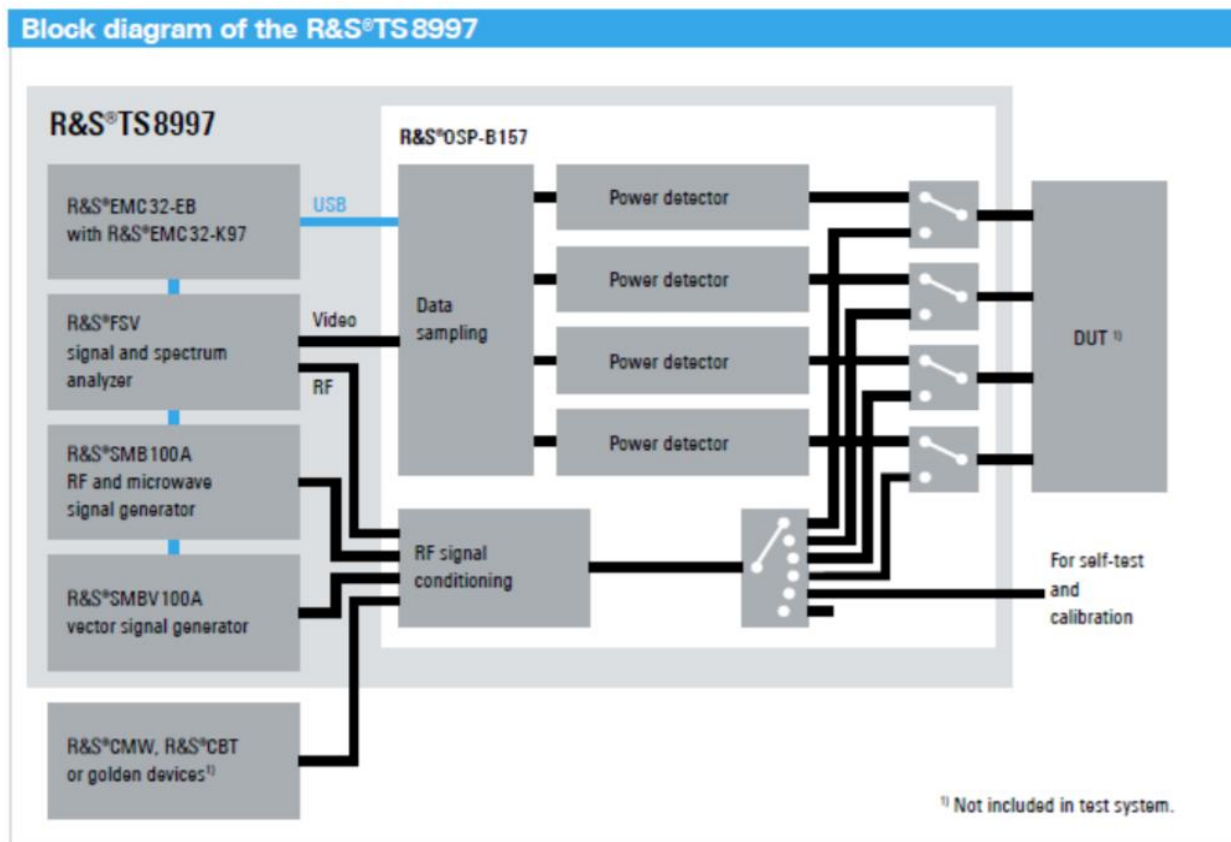 Block diagram of the R&S®TS8997
R&S®TS8997
R&S®OSP-B157
R&S®EMC32-EB
with R&S®EMC32-K97
USB
R&S®FSV
signal and spectrum
analyzer
Video
RF
R&S®SMB100A
RF and microwave
signal generator
R&S®SMBV100A
vector signal generator
R&S®CMW, R&S®CBT
or golden devices¹⁾
Data
sampling
Power detector
Power detector
Power detector
Power detector
RF signal
conditioning
DUT ¹⁾
For self-test
and
calibration
¹⁾ Not included in test system.